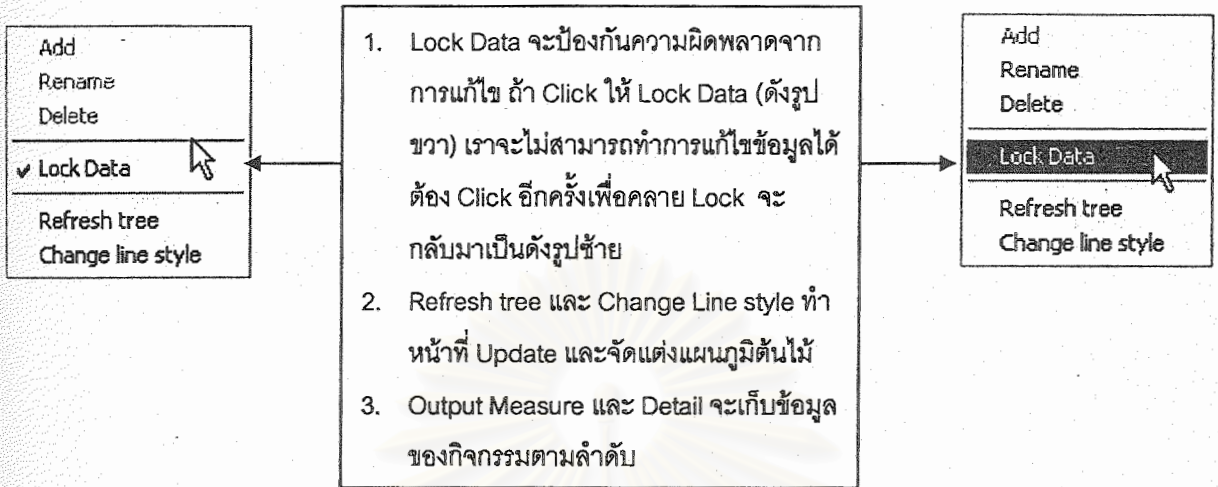 Add
Rename
Delete
✓ Lock Data
Refresh tree
Change line style
1. Lock Data จะป้องกันความผิดพลาดจาก
การแก้ไข ถ้า Click ให้ Lock Data (ดังรูป
ขวา) เราจะไม่สามารถทำการแก้ไขข้อมูลได้
ต้อง Click อีกครั้งเพื่อคลาย Lock จะ
กลับมาเป็นดังรูปซ้าย
2. Refresh tree และ Change Line style ทำ
หน้าที่ Update และจัดแต่งแผนภูมิต้นไม้
3. Output Measure และ Detail จะเก็บข้อมูล
ของกิจกรรมตามลำดับ
Add
Rename
Delete
Lock Data
Refresh tree
Change line style